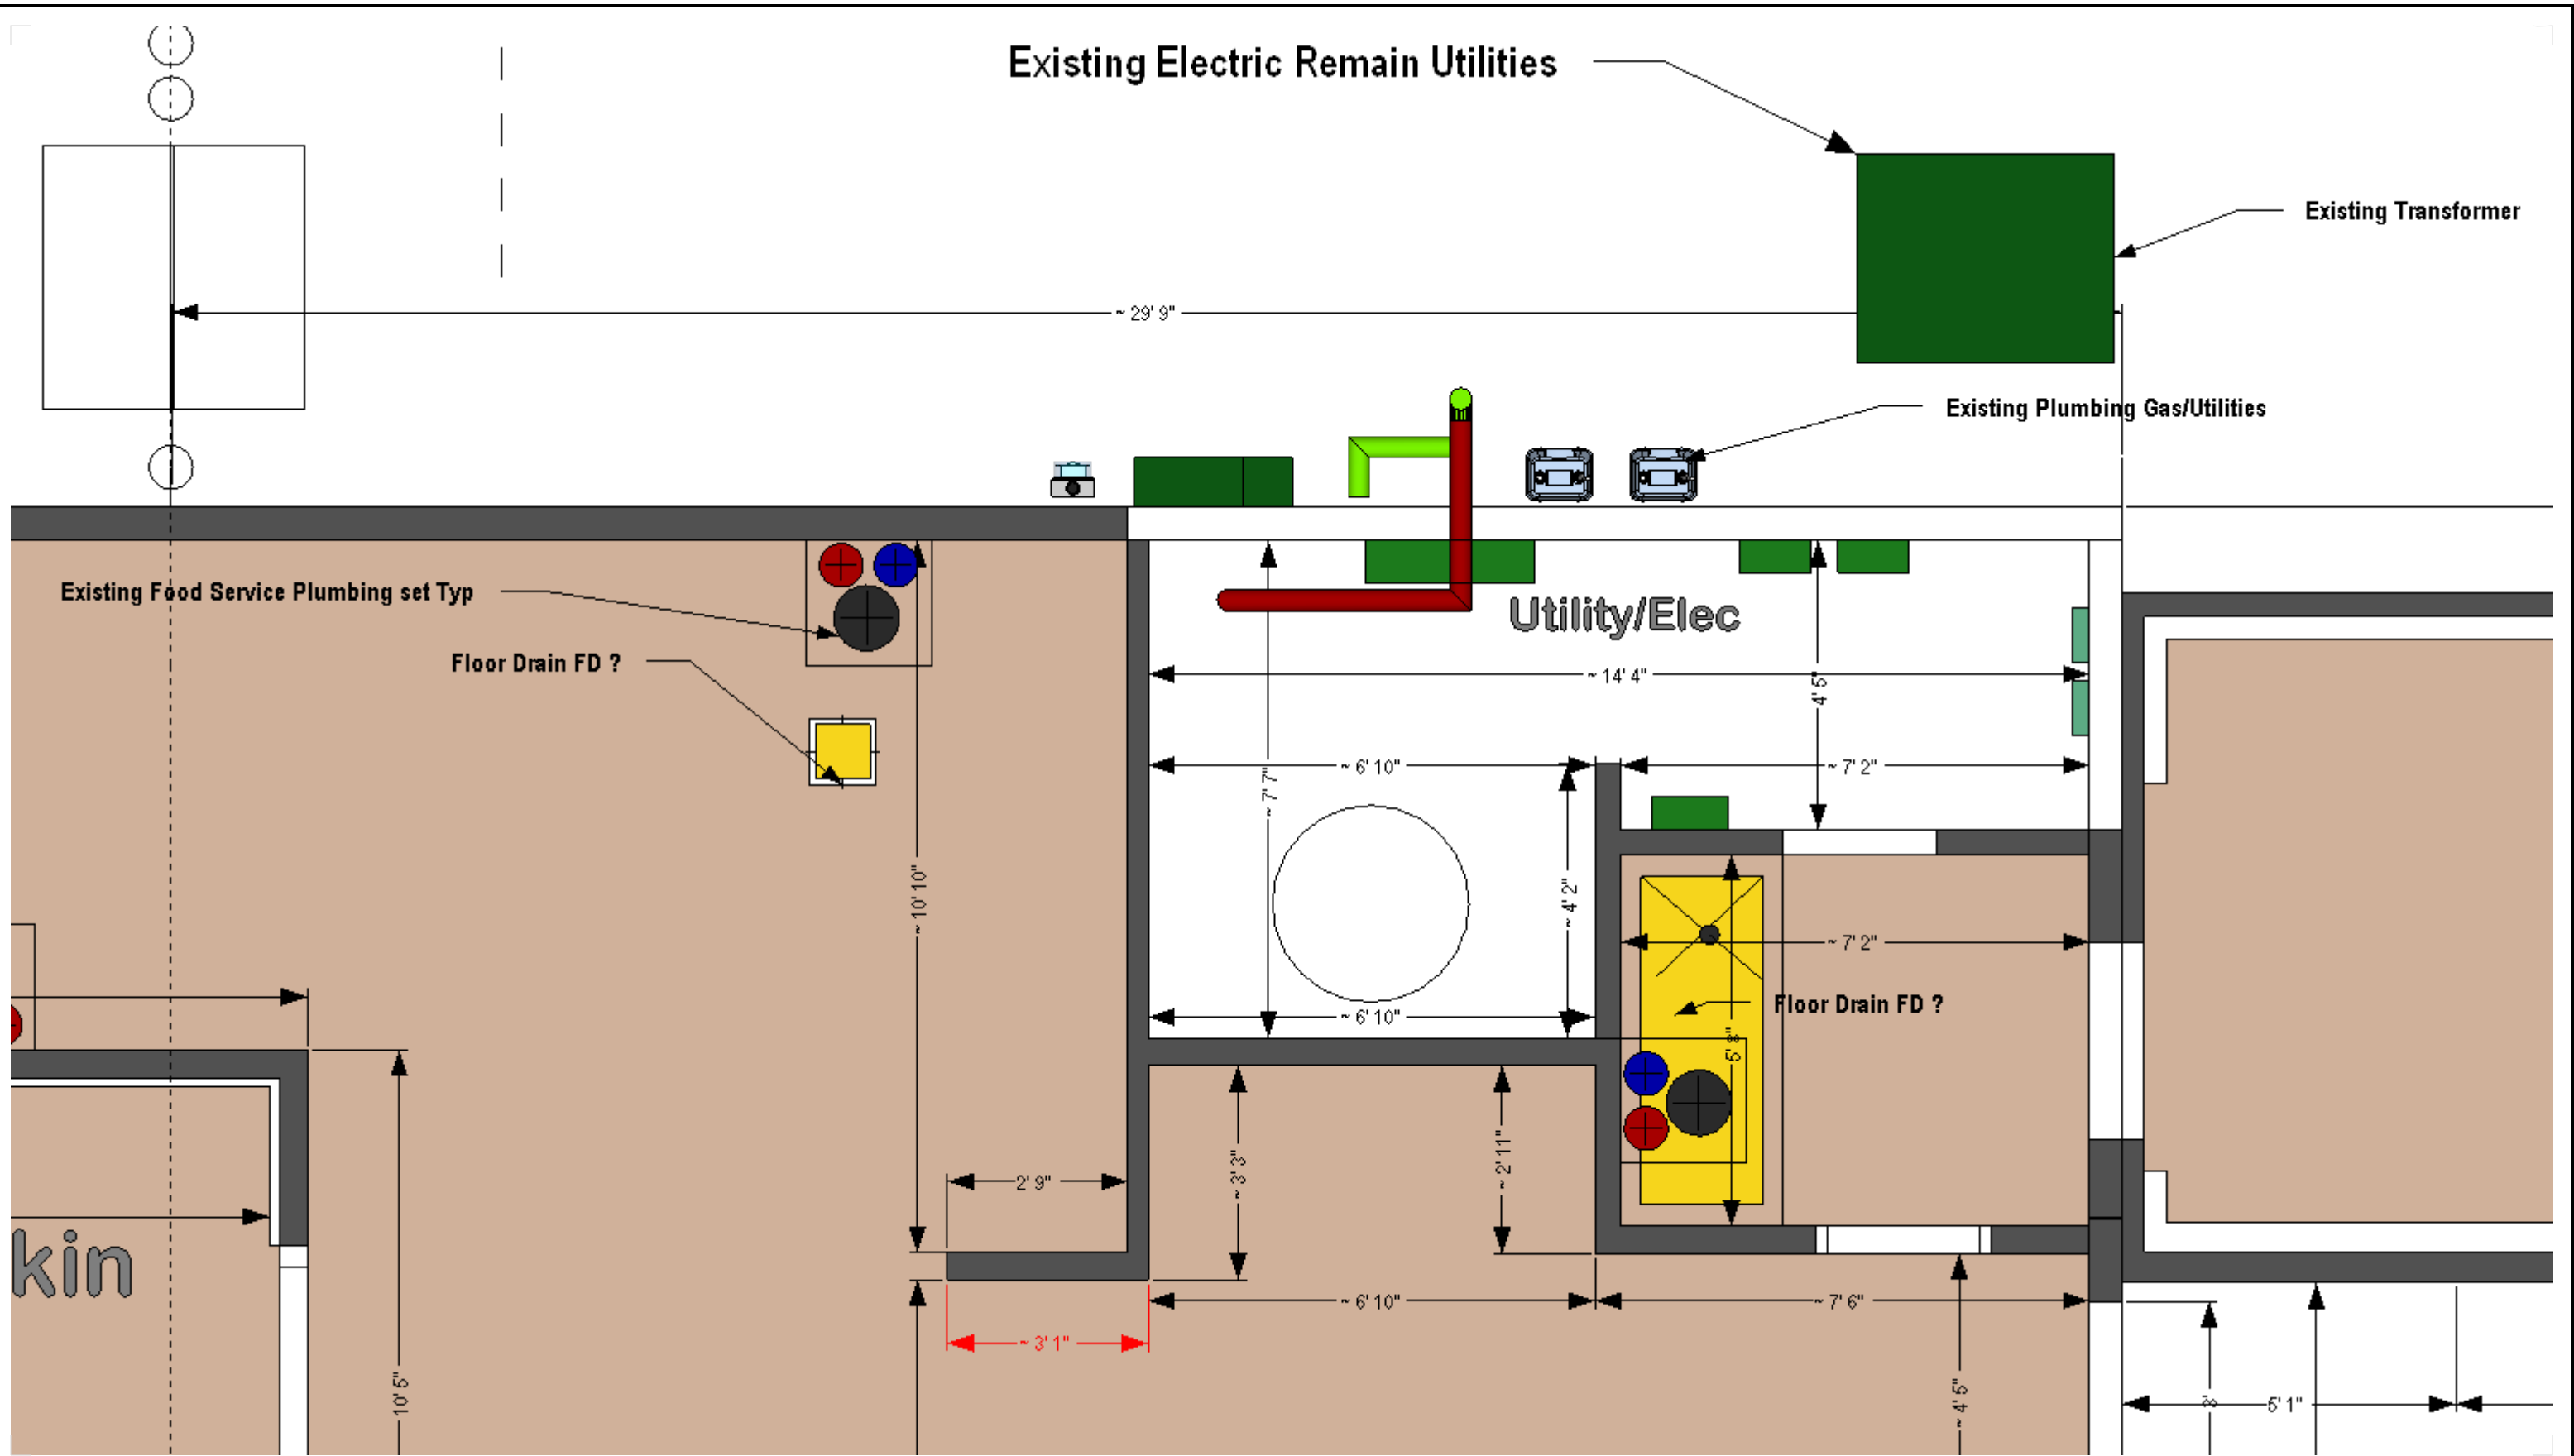 Existing Electric Remain Utilities
Existing Transformer
~ 29' 9"
Existing Plumbing Gas/Utilities
Existing Food Service Plumbing set Typ
Utility/Elec
Floor Drain FD ?
~ 14' 4"
4' 5"
~ 6' 10"
~ 7' 2"
~ 7' 7"
~ 10' 10"
~ 4' 2"
~ 7' 2"
Floor Drain FD ?
~ 6' 10"
5' 8"
~ 3' 3"
~ 2' 11"
2' 9"
kin
~ 6' 10"
~ 7' 6"
~ 3' 1"
10' 5"
~ 4' 5"
5' 1"